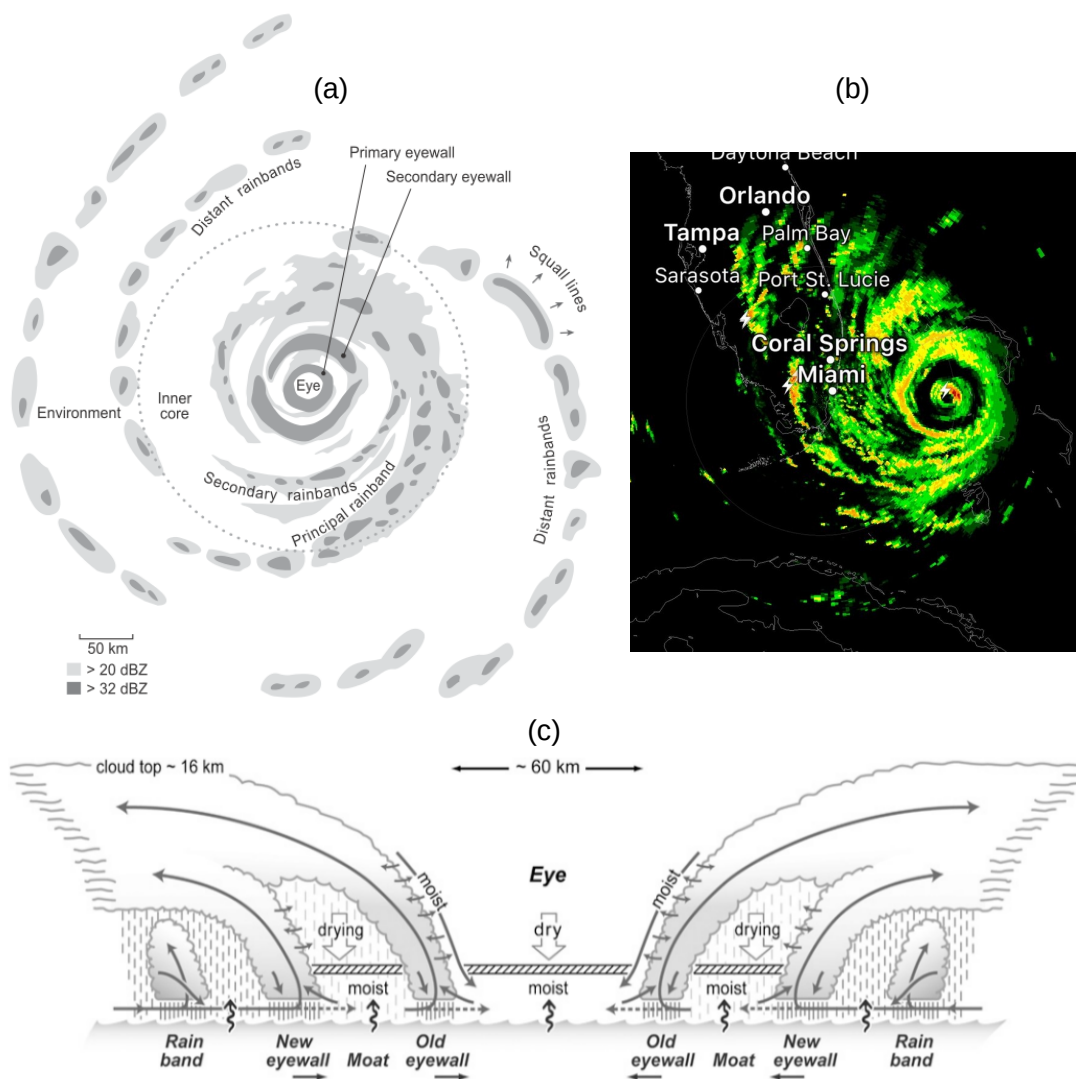 (a)
Distant rainbands
Primary eyewall
Secondary eyewall
Squall lines
Eye
Environment
Inner
core
Secondary rainbands
Principal rainband
Distant rainbands
50 km
> 20 dBZ
> 32 dBZ
(b)
Daytona Beach
Orlando
Tampa
Palm Bay
Sarasota
Port St. Lucie
Coral Springs
Miami
(c)
cloud top ~ 16 km
~ 60 km
moist
Eye
moist
drying
dry
drying
moist
moist
moist
Rain
band
New
eyewall
Moat
Old
eyewall
Old
eyewall
Moat
New
eyewall
Rain
band